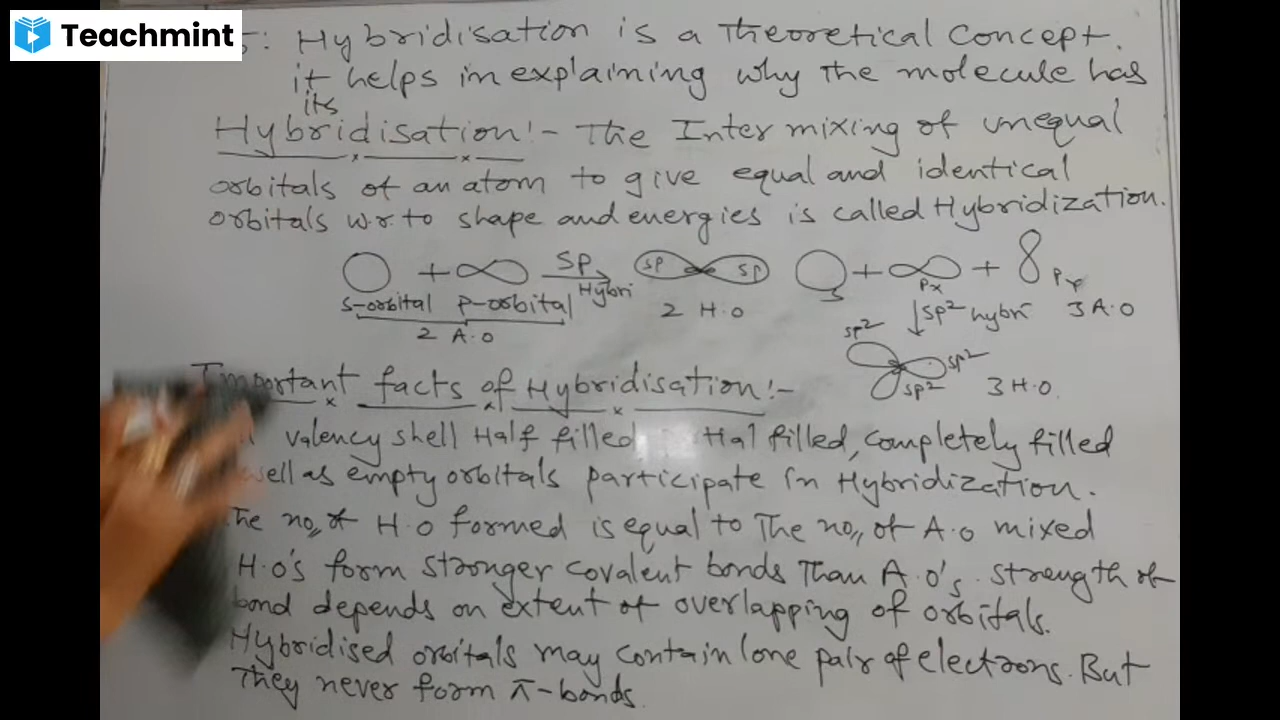 Teachmint
5: Hybridisation is a theoretical concept.
it helps in explaining why the molecule has
its
Hybridisation:- The Inter mixing of unequal
orbitals of an atom to give equal and identical
orbitals w.r.to shape and energies is called Hybridization.
s-orbital + p-orbital SP Hybri sp sp
2 A.O 2 H.O
S + Px + Py 3 A.O
sp² hybri
sp² sp² sp² 3 H.O.
Important facts of Hybridisation:-
valency shell Half filled, Hal filled, completely filled
well as empty orbitals participate in Hybridization.
The no,, of H.O formed is equal to The no,, of A.O mixed
H.O's form stronger covalent bonds Than A.O's. strength of
bond depends on extent of overlapping of orbitals.
Hybridised orbitals may contain lone pair of electrons. But
They never form π-bonds.